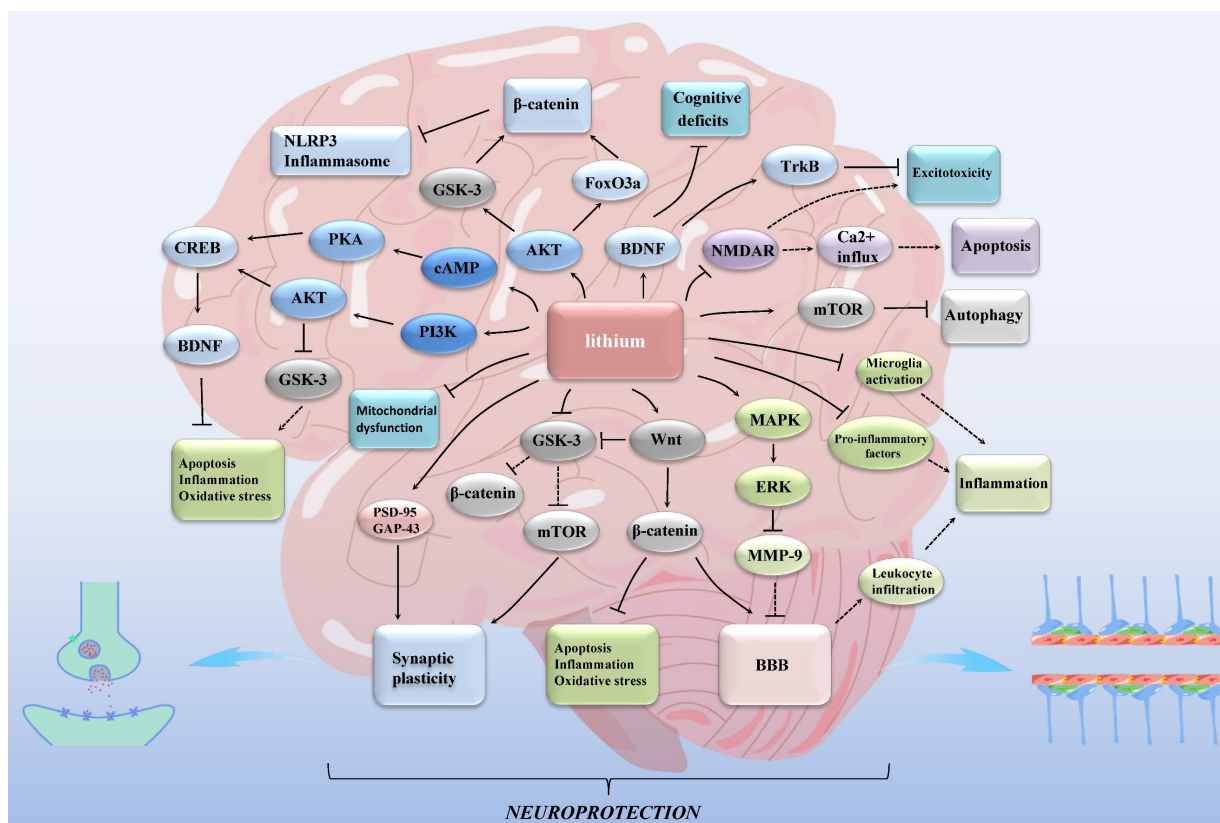 β-catenin
Cognitive
deficits
NLRP3
Inflammasome
TrkB
Excitotoxicity
GSK-3
FoxO3a
CREB
PKA
cAMP
AKT
BDNF
NMDAR
Ca2+
influx
Apoptosis
AKT
PI3K
lithium
mTOR
Autophagy
BDNF
GSK-3
Microglia
activation
Mitochondrial
dysfunction
GSK-3
Wnt
MAPK
Pro-inflammatory
factors
Apoptosis
Inflammation
Oxidative stress
β-catenin
ERK
Inflammation
PSD-95
GAP-43
mTOR
β-catenin
MMP-9
Leukocyte
infiltration
Synaptic
plasticity
Apoptosis
Inflammation
Oxidative stress
BBB
NEUROPROTECTION